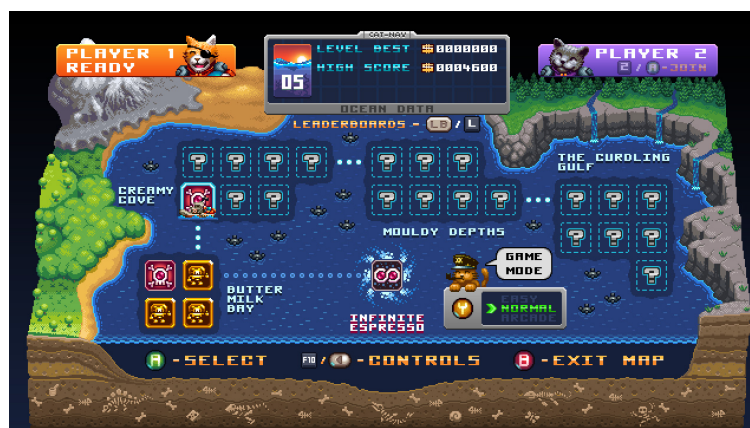 CAT-NAV
PLAYER 1
READY
05
LEVEL BEST $0000000
HIGH SCORE $0004600
OCEAN DATA
PLAYER 2
2 / A-JOIN
LEADERBOARDS - LB / L
? ? ? ? ? ? ?
THE CURDLING
GULF
CREAMY
COVE
? ? ? ? ? ? ? ? ?
MOULDY DEPTHS
? ? ?
?
GAME
MODE
BUTTER
MILK
BAY
INFINITE
ESPRESSO
Y
EASY
NORMAL
ARCADE
A -SELECT
F10 / -CONTROLS
B -EXIT MAP